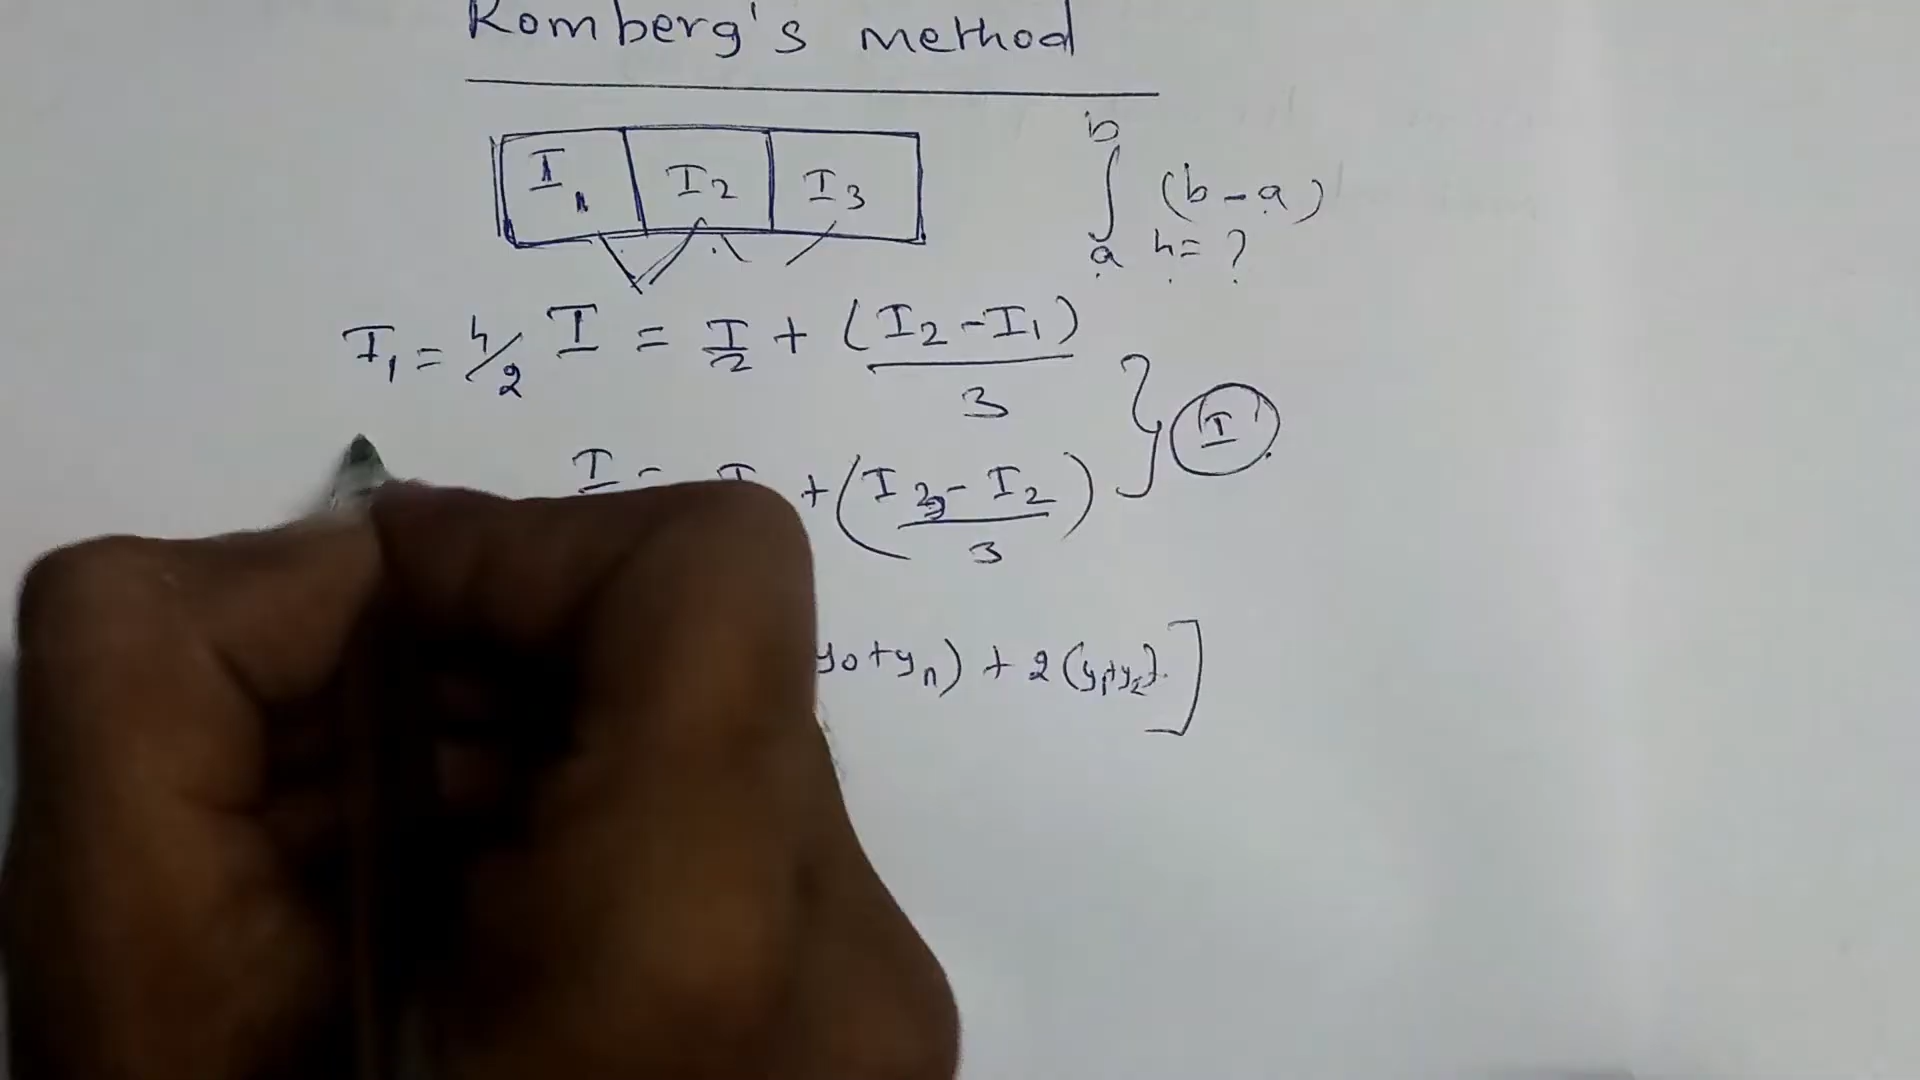 Romberg's method
I1 I2 I3
b
∫ (b-a)
a h= ?
I1 = h/2 I = I2 + (I2-I1)/3
} (I)
I = I + (I3-I2)/3
y0+yn) + 2(y1+y2).]